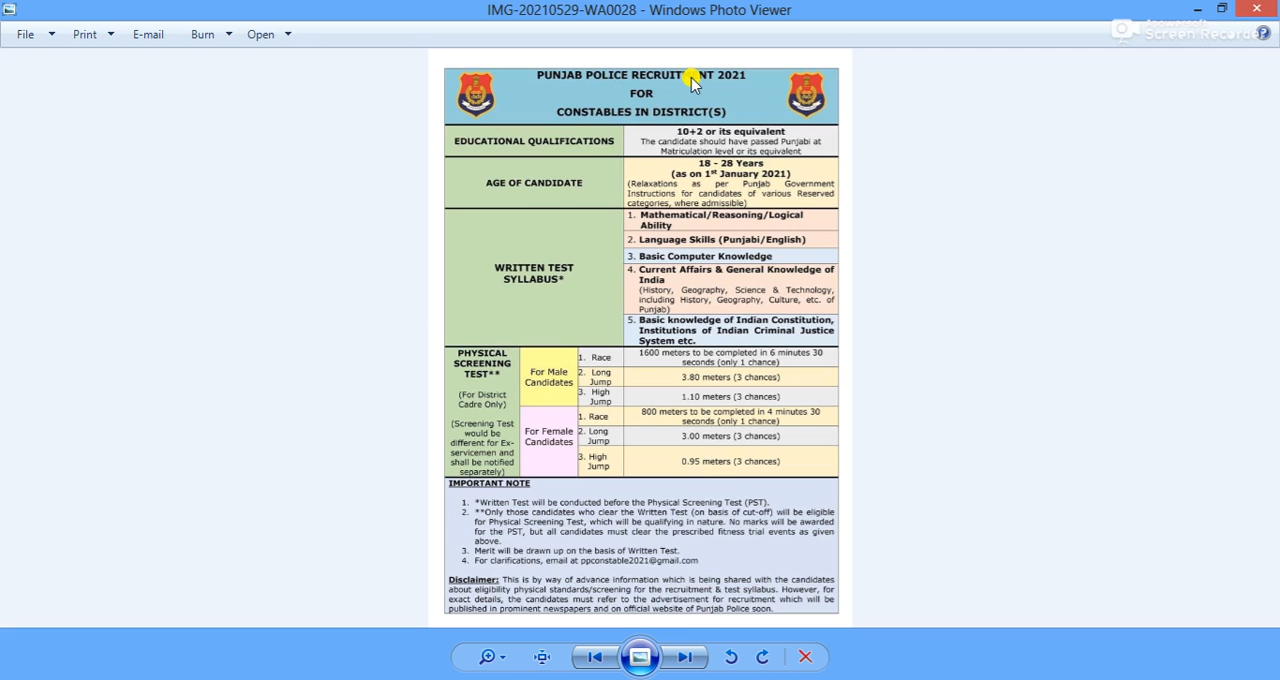 IMG-20210529-WA0028 - Windows Photo Viewer
File Print E-mail Burn Open
Screen Recorder
PUNJAB POLICE RECRUITMENT 2021
FOR
CONSTABLES IN DISTRICT(S)
EDUCATIONAL QUALIFICATIONS
10+2 or its equivalent
The candidate should have passed Punjabi at
Matriculation level or its equivalent
AGE OF CANDIDATE
18 - 28 Years
(as on 1st January 2021)
(Relaxations as per Punjab Government
Instructions for candidates of various Reserved
categories, where admissible)
WRITTEN TEST
SYLLABUS*
1. Mathematical/Reasoning/Logical
Ability
2. Language Skills (Punjabi/English)
3. Basic Computer Knowledge
4. Current Affairs & General Knowledge of
India
(History, Geography, Science & Technology,
including History, Geography, Culture, etc. of
Punjab)
5. Basic knowledge of Indian Constitution,
Institutions of Indian Criminal Justice
System etc.
PHYSICAL
SCREENING
TEST**
(For District
Cadre Only)
(Screening Test
would be
different for Ex-
servicemen and
shall be notified
separately)
For Male
Candidates
1. Race
1600 meters to be completed in 6 minutes 30
seconds (only 1 chance)
2. Long
Jump
3.80 meters (3 chances)
3. High
Jump
1.10 meters (3 chances)
For Female
Candidates
1. Race
800 meters to be completed in 4 minutes 30
seconds (only 1 chance)
2. Long
Jump
3.00 meters (3 chances)
3. High
Jump
0.95 meters (3 chances)
IMPORTANT NOTE
1. *Written Test will be conducted before the Physical Screening Test (PST).
2. **Only those candidates who clear the Written Test (on basis of cut-off) will be eligible
for Physical Screening Test, which will be qualifying in nature. No marks will be awarded
for the PST, but all candidates must clear the prescribed fitness trial events as given
above.
3. Merit will be drawn up on the basis of Written Test.
4. For clarifications, email at ppconstable2021@gmail.com
Disclaimer: This is by way of advance information which is being shared with the candidates
about eligibility physical standards/screening for the recruitment & test syllabus. However, for
exact details, the candidates must refer to the advertisement for recruitment which will be
published in prominent newspapers and on official website of Punjab Police soon.